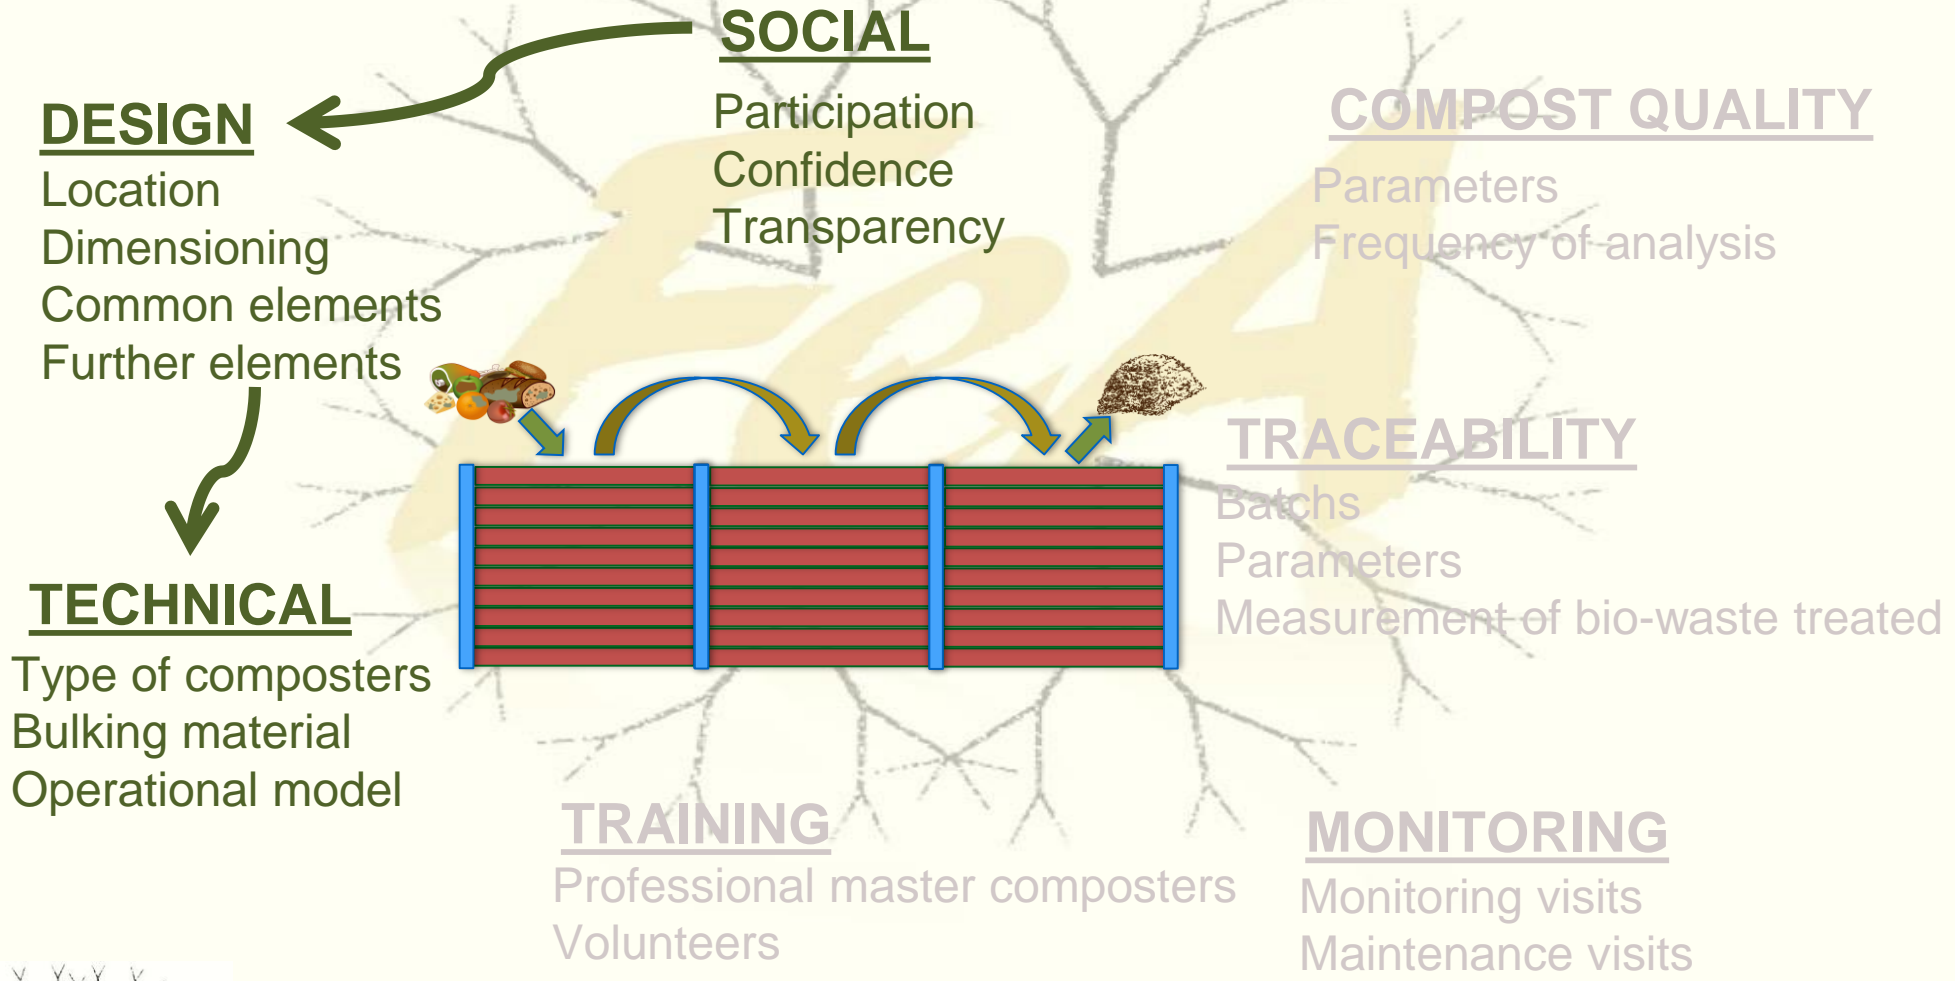 SOCIAL
Participation
Confidence
Transparency
DESIGN
Location
Dimensioning
Common elements
Further elements
TECHNICAL
Type of composters
Bulking material
Operational model
TRAINING
Professional master composters
Volunteers
MONITORING
Monitoring visits
Maintenance visits
TRACEABILITY
Batchs
Parameters
Measurement of bio-waste treated
COMPOST QUALITY
Parameters
Frequency of analysis
FeA